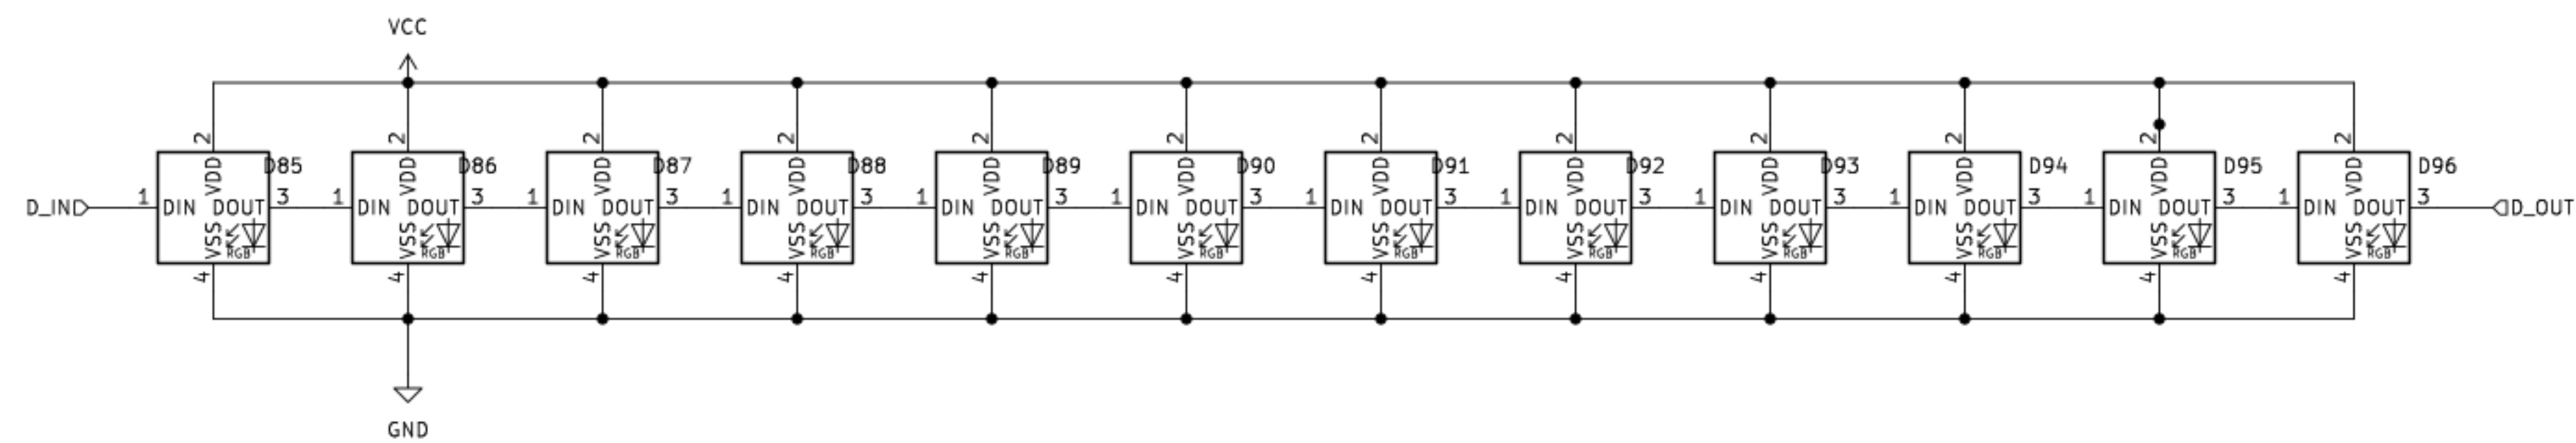 VCC
2 2 2 2 2 2 2 2 2 2 2 2
D85 D86 D87 D88 D89 D90 D91 D92 D93 D94 D95 D96
VDD VDD VDD VDD VDD VDD VDD VDD VDD VDD VDD VDD
D_IN 1 DIN DOUT 3 1 DIN DOUT 3 1 DIN DOUT 3 1 DIN DOUT 3 1 DIN DOUT 3 1 DIN DOUT 3 1 DIN DOUT 3 1 DIN DOUT 3 1 DIN DOUT 3 1 DIN DOUT 3 1 DIN DOUT 3 1 DIN DOUT 3 D_OUT
VSS RGB VSS RGB VSS RGB VSS RGB VSS RGB VSS RGB VSS RGB VSS RGB VSS RGB VSS RGB VSS RGB VSS RGB
4 4 4 4 4 4 4 4 4 4 4 4
GND